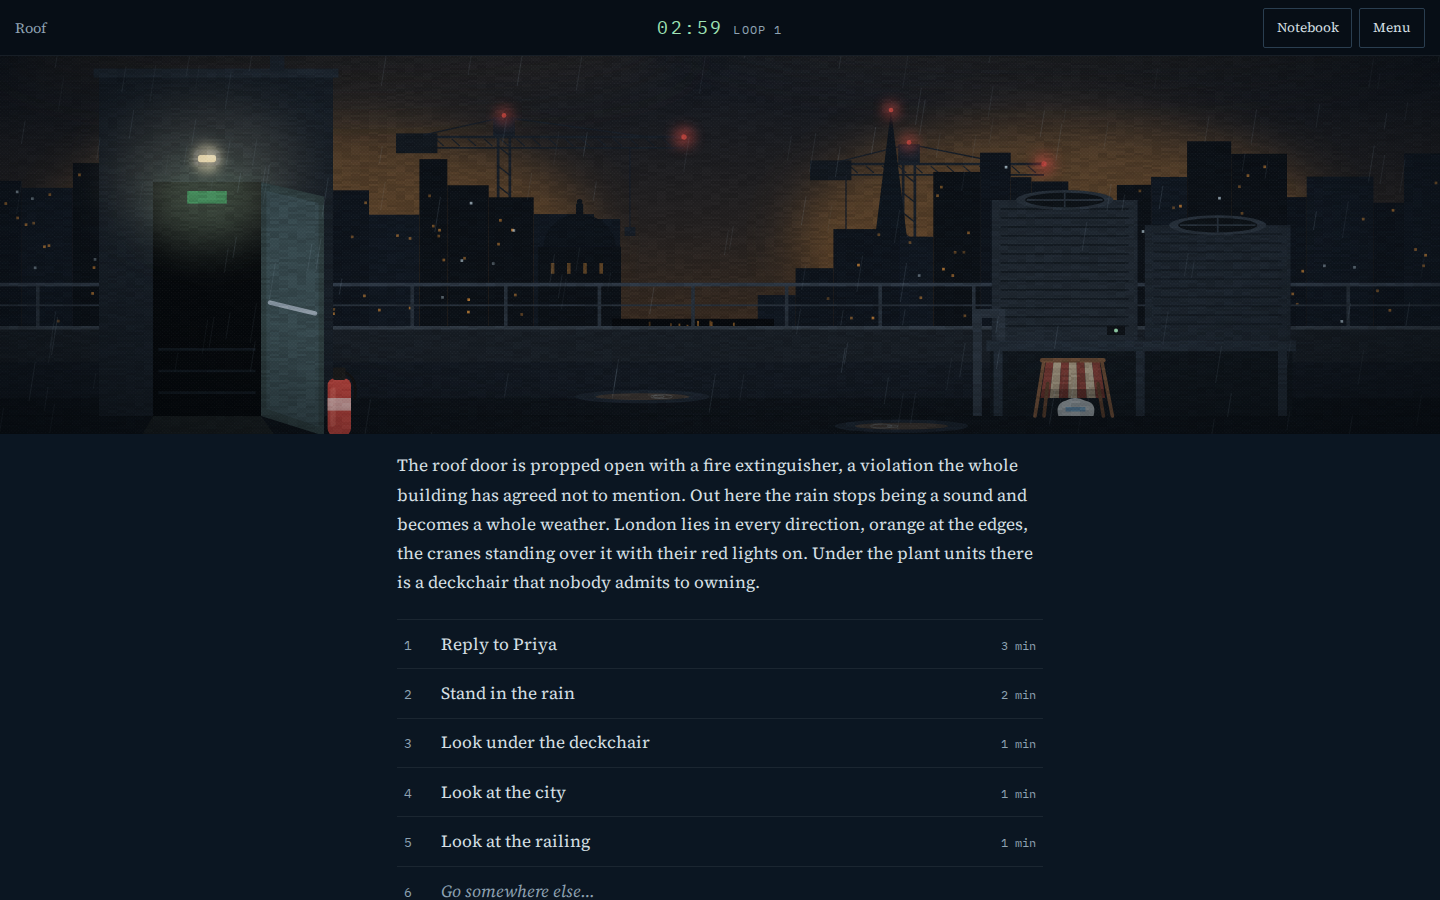 Roof
02:59 LOOP 1
Notebook
Menu
The roof door is propped open with a fire extinguisher, a violation the whole
building has agreed not to mention. Out here the rain stops being a sound and
becomes a whole weather. London lies in every direction, orange at the edges,
the cranes standing over it with their red lights on. Under the plant units there
is a deckchair that nobody admits to owning.
1 Reply to Priya 3 min
2 Stand in the rain 2 min
3 Look under the deckchair 1 min
4 Look at the city 1 min
5 Look at the railing 1 min
6 Go somewhere else...